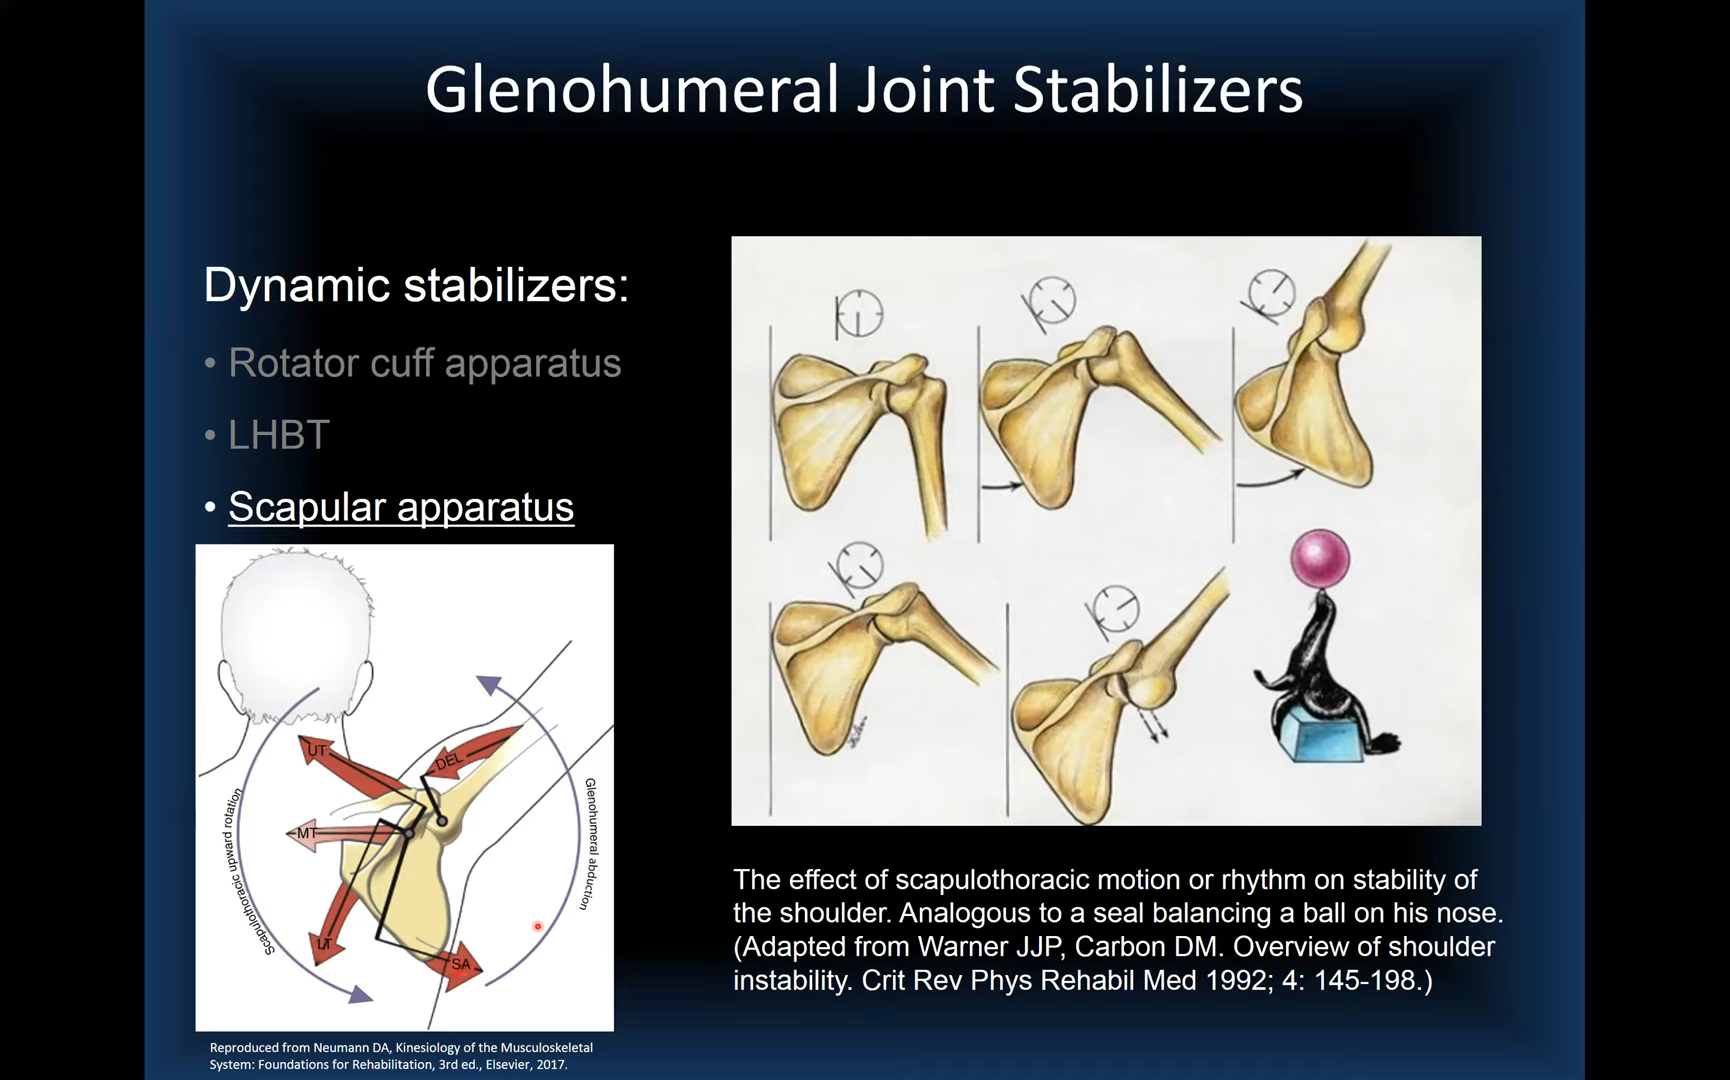 Glenohumeral Joint Stabilizers
Dynamic stabilizers:
• Rotator cuff apparatus
• LHBT
• Scapular apparatus
UT
DEL
MT
LT
SA
Scapulothoracic upward rotation
Glenohumeral abduction
Reproduced from Neumann DA, Kinesiology of the Musculoskeletal
System: Foundations for Rehabilitation, 3rd ed., Elsevier, 2017.
The effect of scapulothoracic motion or rhythm on stability of
the shoulder. Analogous to a seal balancing a ball on his nose.
(Adapted from Warner JJP, Carbon DM. Overview of shoulder
instability. Crit Rev Phys Rehabil Med 1992; 4: 145-198.)